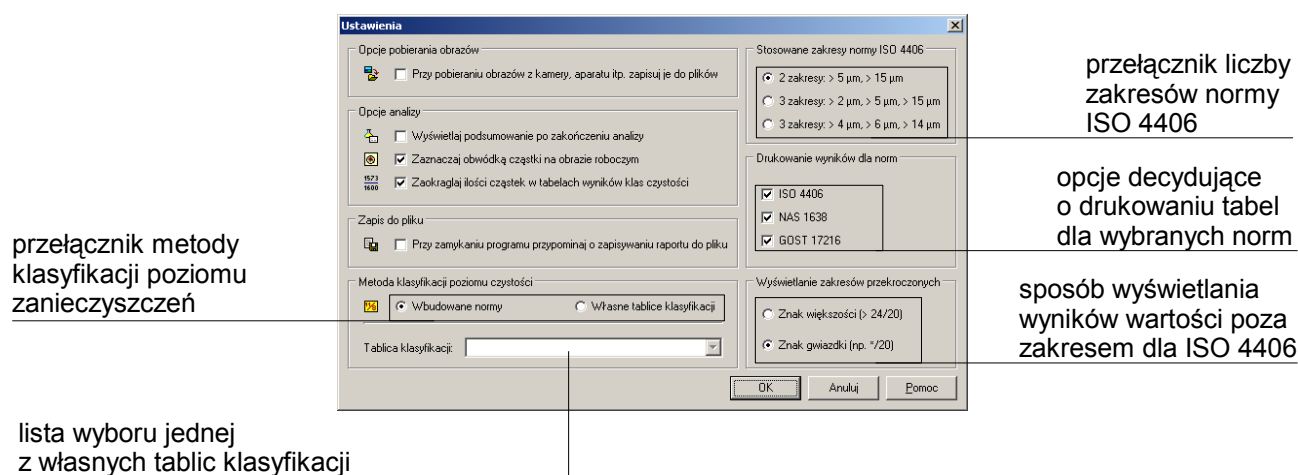 Ustawienia
Opcje pobierania obrazów
Przy pobieraniu obrazów z kamery, aparatu itp. zapisuj je do plików
Opcje analizy
Wyświetlaj podsumowanie po zakończeniu analizy
Zaznaczaj obwódką cząstki na obrazie roboczym
1573
1600
Zaokraglaj ilości cząstek w tabelach wyników klas czystości
Zapis do pliku
Przy zamykaniu programu przypominaj o zapisywaniu raportu do pliku
Metoda klasyfikacji poziomu czystości
Wbudowane normy
Własne tablice klasyfikacji
Tablica klasyfikacji:
Stosowane zakresy normy ISO 4406
2 zakresy: > 5 µm, > 15 µm
3 zakresy: > 2 µm, > 5 µm, > 15 µm
3 zakresy: > 4 µm, > 6 µm, > 14 µm
Drukowanie wyników dla norm
ISO 4406
NAS 1638
GOST 17216
Wyświetlanie zakresów przekroczonych
Znak większości (> 24/20)
Znak gwiazdki (np. */20)
OK
Anuluj
Pomoc
przełącznik liczby
zakresów normy
ISO 4406
opcje decydujące
o drukowaniu tabel
dla wybranych norm
sposób wyświetlania
wyników wartości poza
zakresem dla ISO 4406
przełącznik metody
klasyfikacji poziomu
zanieczyszczeń
lista wyboru jednej
z własnych tablic klasyfikacji